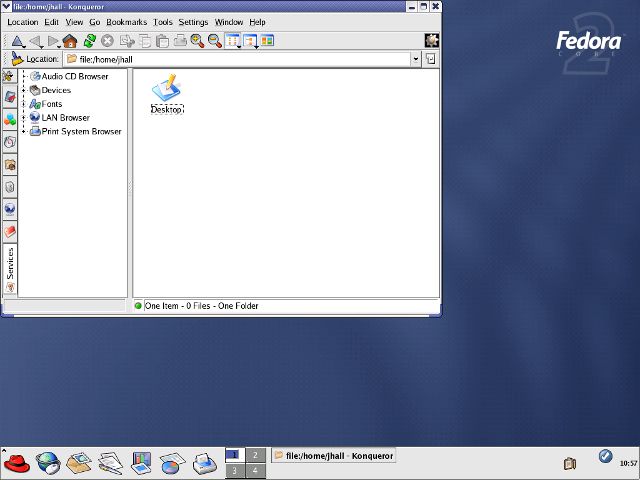 file:/home/jhall - Konqueror
Location Edit View Go Bookmarks Tools Settings Window Help
Location: file:/home/jhall
Audio CD Browser
Devices
Fonts
LAN Browser
Print System Browser
Services
Desktop
One Item - 0 Files - One Folder
Fedora
CORE
2
1 2
3 4
file:/home/jhall - Konqueror
10:57